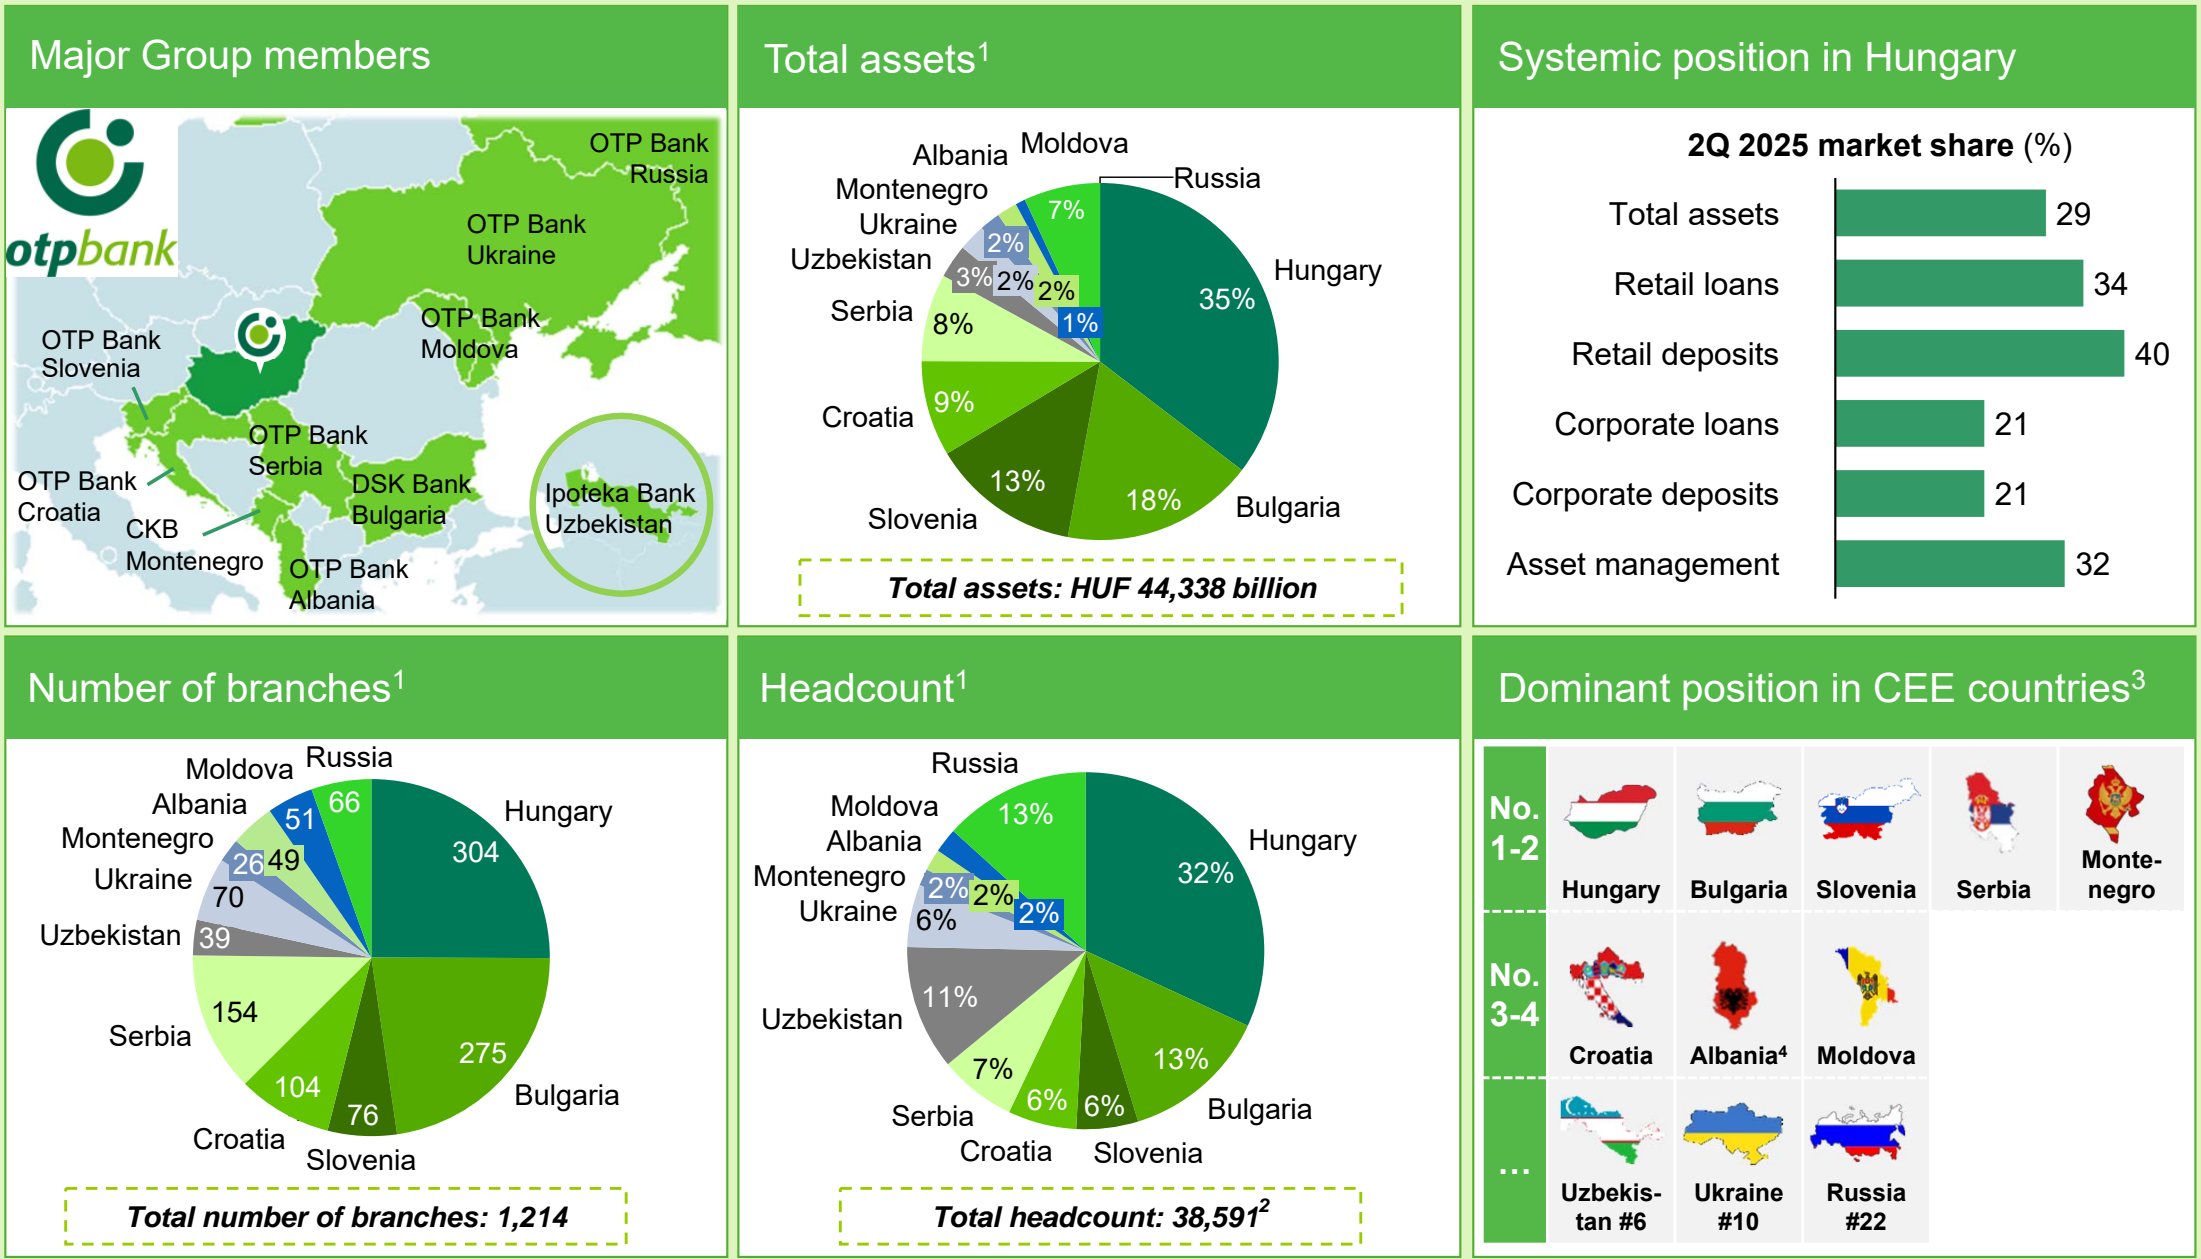 Major Group members
otpbank
OTP Bank
Russia
OTP Bank
Ukraine
OTP Bank
Moldova
OTP Bank
Slovenia
OTP Bank
Serbia
OTP Bank
Croatia
DSK Bank
Bulgaria
CKB
Montenegro
OTP Bank
Albania
Ipoteka Bank
Uzbekistan
Total assets1
Moldova
Albania
Russia
Montenegro
Ukraine
Uzbekistan
Serbia
Croatia
Slovenia
Bulgaria
Hungary
7%
2%
3%
2%
2%
1%
8%
9%
13%
18%
35%
Total assets: HUF 44,338 billion
Systemic position in Hungary
2Q 2025 market share (%)
Total assets 29
Retail loans 34
Retail deposits 40
Corporate loans 21
Corporate deposits 21
Asset management 32
Number of branches1
Russia
66
Moldova
51
Albania
49
Montenegro
26
Ukraine
70
Uzbekistan
39
Serbia
154
Croatia
104
Slovenia
76
Bulgaria
275
Hungary
304
Total number of branches: 1,214
Headcount1
Russia
13%
Moldova
2%
Albania
2%
Montenegro
2%
Ukraine
6%
Uzbekistan
11%
Serbia
7%
Croatia
6%
Slovenia
6%
Bulgaria
13%
Hungary
32%
Total headcount: 38,5912
Dominant position in CEE countries3
No.
1-2
Hungary
Bulgaria
Slovenia
Serbia
Monte-
negro
No.
3-4
Croatia
Albania4
Moldova
...
Uzbekis-
tan #6
Ukraine
#10
Russia
#22